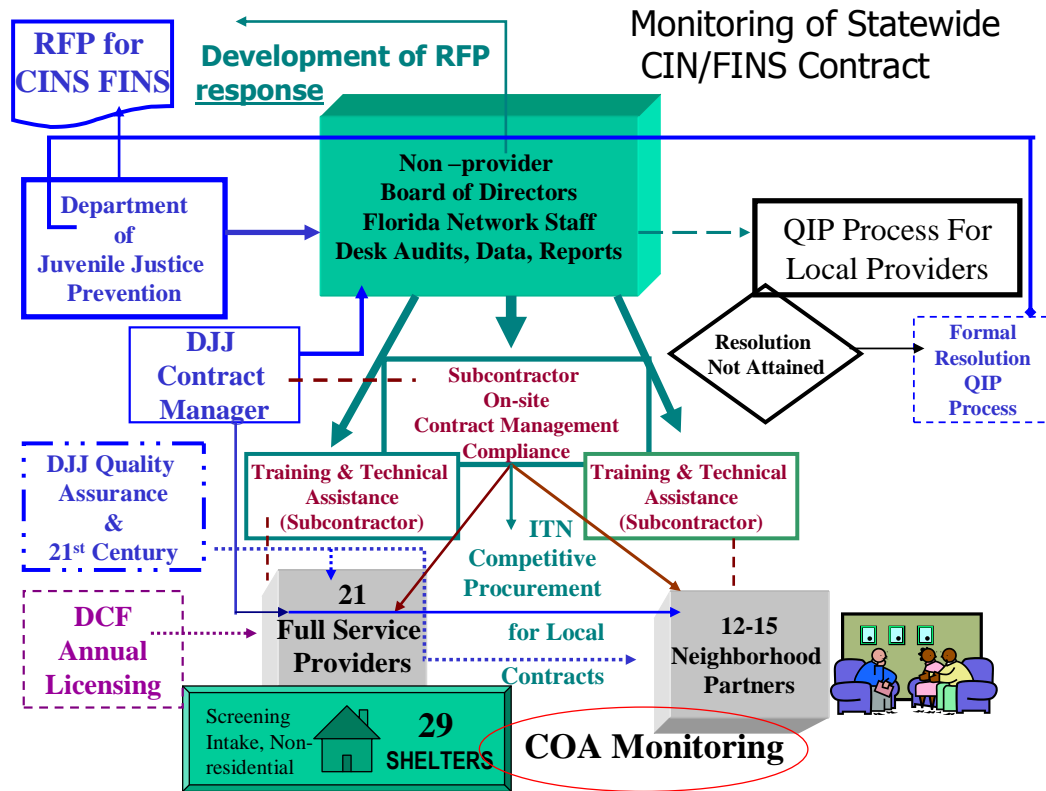 Monitoring of Statewide
CIN/FINS Contract
RFP for
CINS FINS
Development of RFP
response
Non –provider
Board of Directors
Florida Network Staff
Desk Audits, Data, Reports
Department
of
Juvenile Justice
Prevention
QIP Process For
Local Providers
Resolution
Not Attained
Formal
Resolution
QIP
Process
DJJ
Contract
Manager
Subcontractor
On-site
Contract Management
Compliance
DJJ Quality
Assurance
&
21st Century
Training & Technical
Assistance
(Subcontractor)
Training & Technical
Assistance
(Subcontractor)
ITN
Competitive
Procurement
for Local
Contracts
DCF
Annual
Licensing
21
Full Service
Providers
12-15
Neighborhood
Partners
Screening
Intake, Non-
residential
29
SHELTERS
COA Monitoring